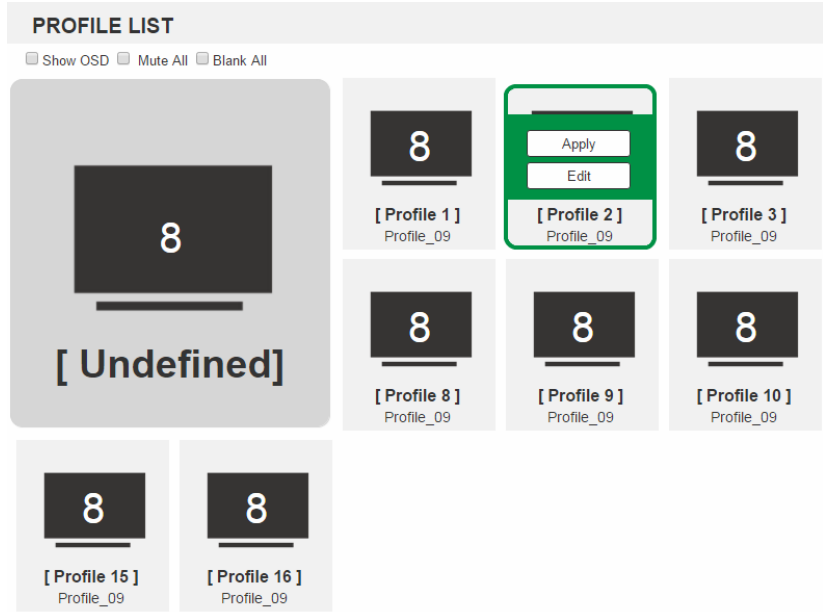 PROFILE LIST
Show OSD Mute All Blank All
8
[ Undefined]
8
[ Profile 1 ]
Profile_09
Apply
Edit
[ Profile 2 ]
Profile_09
8
[ Profile 3 ]
Profile_09
8
[ Profile 8 ]
Profile_09
8
[ Profile 9 ]
Profile_09
8
[ Profile 10 ]
Profile_09
8
[ Profile 15 ]
Profile_09
8
[ Profile 16 ]
Profile_09